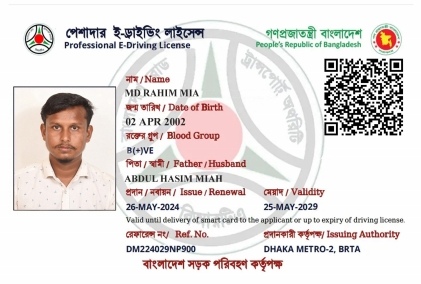 পেশাদার ই-ড্রাইভিং লাইসেন্স
Professional E-Driving License
গণপ্রজাতন্ত্রী বাংলাদেশ
People's Republic of Bangladesh
নাম /Name
MD RAHIM MIA
জন্ম তারিখ / Date of Birth
02 APR 2002
রক্তের গ্রুপ / Blood Group
B(+)VE
পিতা / স্বামী / Father /Husband
ABDUL HASIM MIAH
প্রদান / নবায়ন / Issue / Renewal মেয়াদ / Validity
26-MAY-2024 25-MAY-2029
Valid until delivery of smart card to the applicant or up to expiry of driving license.
রেফারেন্স নং/ Ref. No. প্রদানকারী কর্তৃপক্ষ/ Issuing Authority
DM224029NP900 DHAKA METRO-2, BRTA
বাংলাদেশ সড়ক পরিবহণ কর্তৃপক্ষ